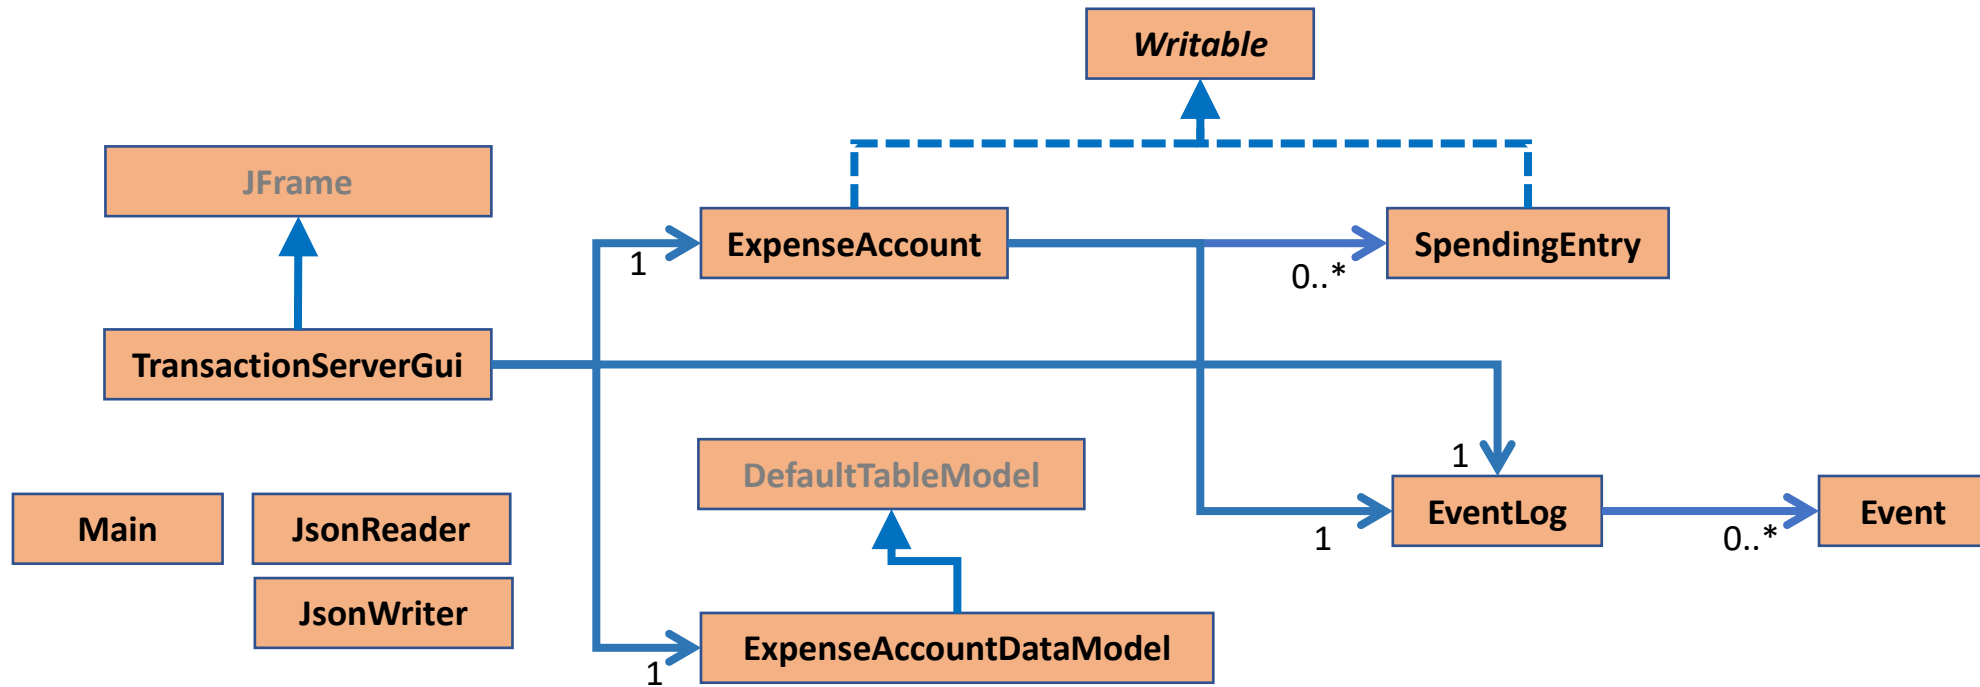 Writable
JFrame
ExpenseAccount
SpendingEntry
1
0..*
TransactionServerGui
DefaultTableModel
1
EventLog
Event
1
0..*
Main
JsonReader
JsonWriter
ExpenseAccountDataModel
1